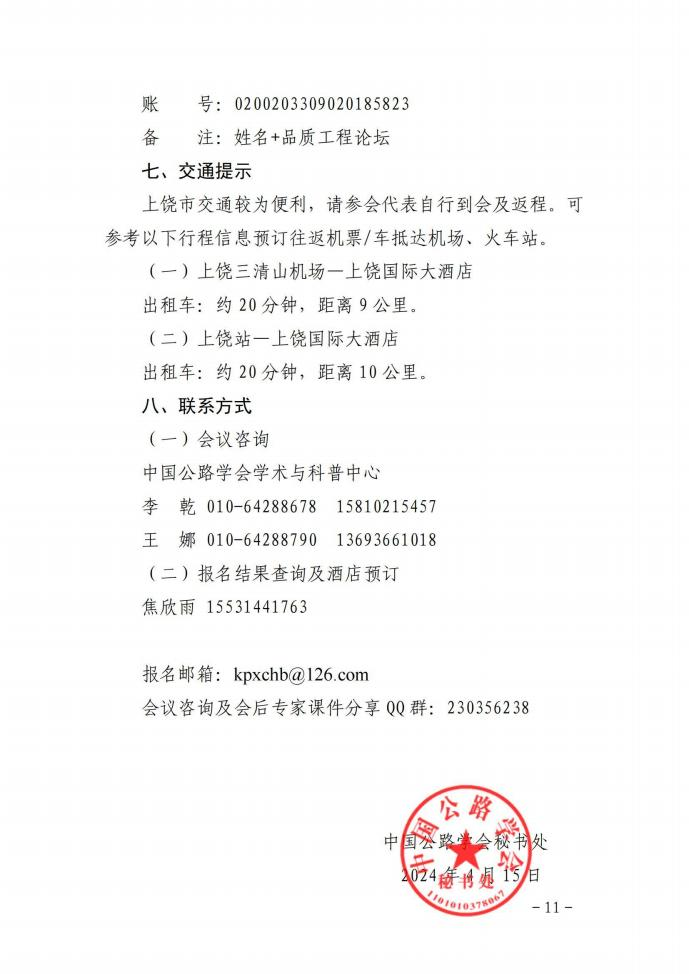 账　　号：0200203309020185823
备　　注：姓名+品质工程论坛
七、交通提示
上饶市交通较为便利，请参会代表自行到会及返程。可
参考以下行程信息预订往返机票/车抵达机场、火车站。
（一）上饶三清山机场—上饶国际大酒店
出租车：约 20 分钟，距离 9 公里。
（二）上饶站—上饶国际大酒店
出租车：约 20 分钟，距离 10 公里。
八、联系方式
（一）会议咨询
中国公路学会学术与科普中心
李　乾 010-64288678　15810215457
王　娜 010-64288790　13693661018
（二）报名结果查询及酒店预订
焦欣雨 15531441763
报名邮箱：kpxchb@126.com
会议咨询及会后专家课件分享 QQ 群：230356238
中国公路学会秘书处
2024 年 4 月 15 日
中国公路学会
秘书处
1101010378067
- 11 -